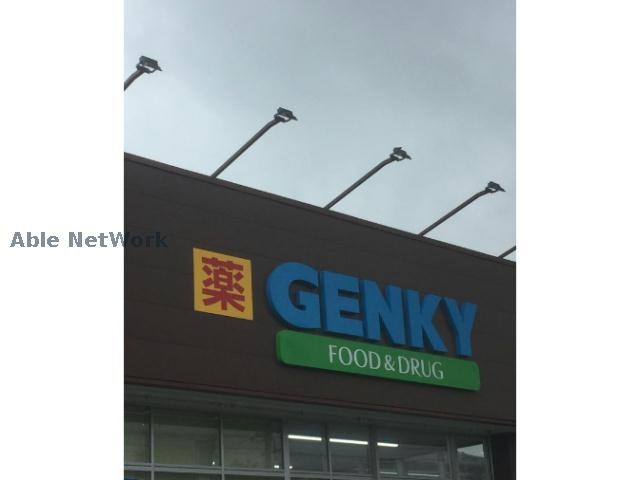 Able NetWork
薬 GENKY
FOOD & DRUG